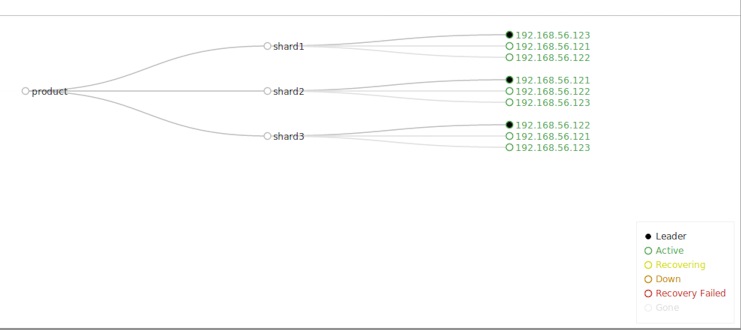 product
shard1
192.168.56.123
192.168.56.121
192.168.56.122
shard2
192.168.56.121
192.168.56.122
192.168.56.123
shard3
192.168.56.122
192.168.56.121
192.168.56.123
Leader
Active
Recovering
Down
Recovery Failed
Gone